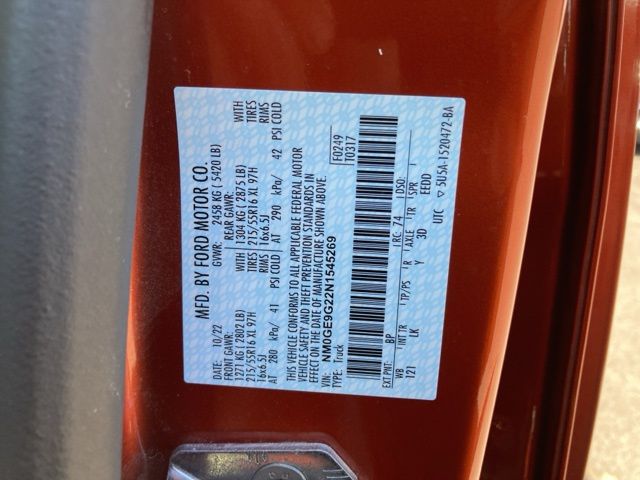 MFD. BY FORD MOTOR CO.
DATE: 10/22 GVWR: 2458 KG ( 5420 LB)
FRONT GAWR: REAR GAWR:
1271 KG ( 2802 LB) WITH 1304 KG ( 2875 LB) WITH
215/55R16 XL 97H TIRES 215/55R16 XL 97H TIRES
16x6.5J RIMS 16x6.5J RIMS
AT 280 kPa/ 41 PSI COLD AT 290 kPa/ 42 PSI COLD
THIS VEHICLE CONFORMS TO ALL APPLICABLE FEDERAL MOTOR
VEHICLE SAFETY AND THEFT PREVENTION STANDARDS IN
EFFECT ON THE DATE OF MANUFACTURE SHOWN ABOVE.
VIN: NM0GE9G22N1545269 F0249
TYPE: Truck T0317
EXT PNT: BP RC: 74 DSO:
WB INT TR TP/PS R AXLE TR SPR
121 LK Y 3D EEDD
UTC ▽ 5U5A-1520472-BA